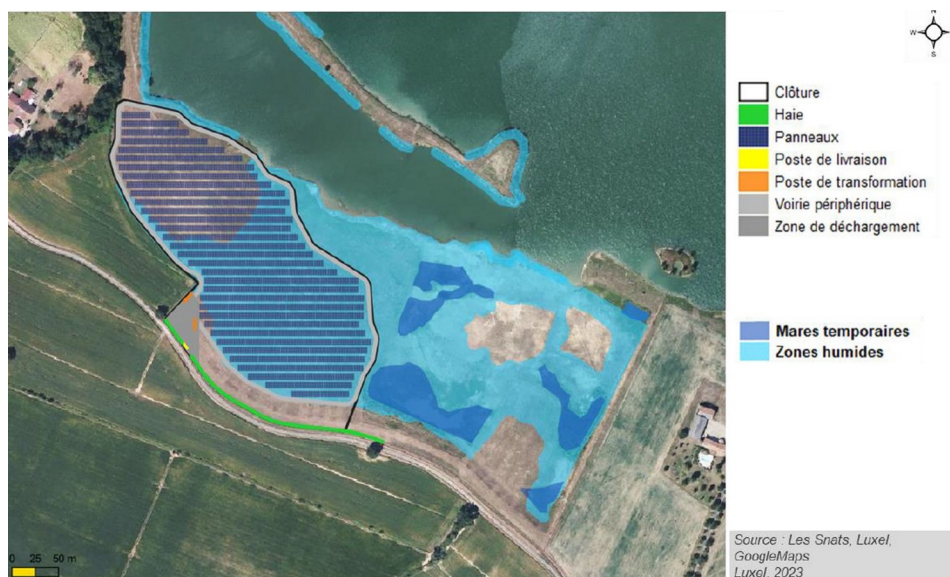 N
W
E
S
Clôture
Haie
Panneaux
Poste de livraison
Poste de transformation
Voirie périphérique
Zone de déchargement
Mares temporaires
Zones humides
0 25 50 m
Source : Les Snats, Luxel,
GoogleMaps
Luxel, 2023